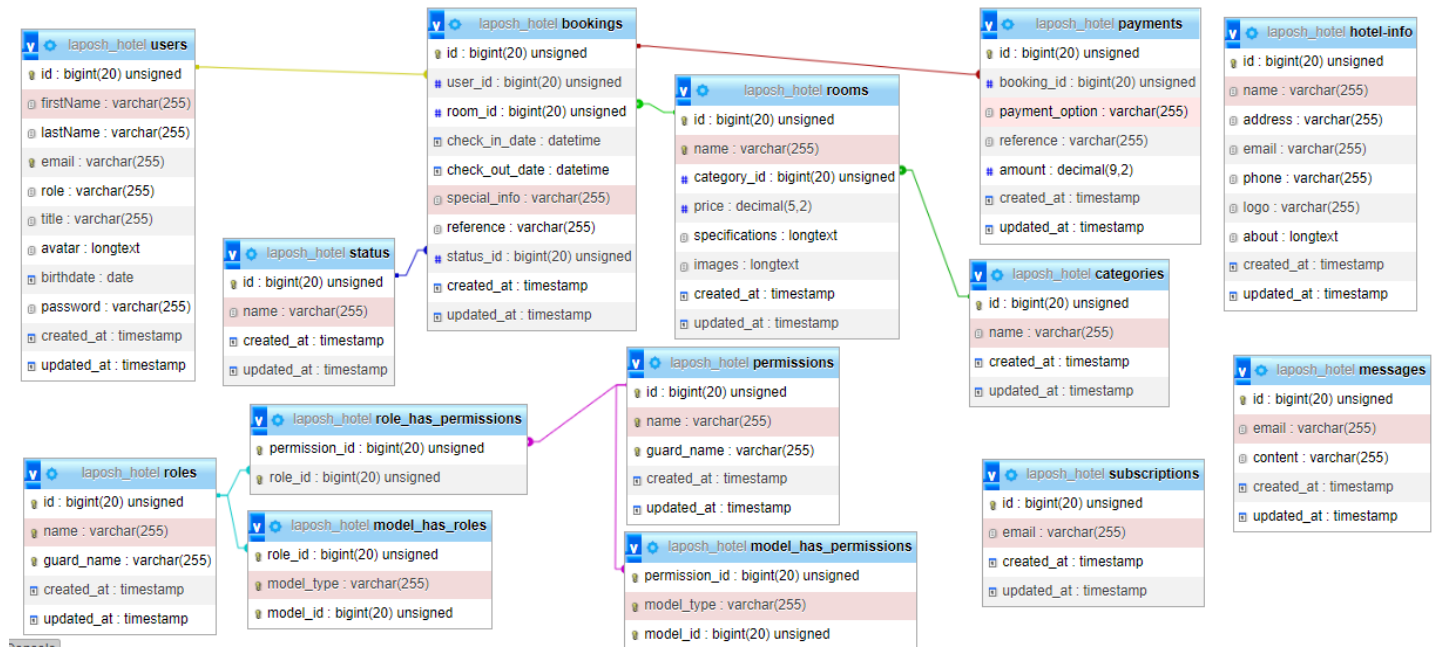 laposh_hotel users
id : bigint(20) unsigned
firstName : varchar(255)
lastName : varchar(255)
email : varchar(255)
role : varchar(255)
title : varchar(255)
avatar : longtext
birthdate : date
password : varchar(255)
created_at : timestamp
updated_at : timestamp
laposh_hotel bookings
id : bigint(20) unsigned
user_id : bigint(20) unsigned
room_id : bigint(20) unsigned
check_in_date : datetime
check_out_date : datetime
special_info : varchar(255)
reference : varchar(255)
status_id : bigint(20) unsigned
created_at : timestamp
updated_at : timestamp
laposh_hotel rooms
id : bigint(20) unsigned
name : varchar(255)
category_id : bigint(20) unsigned
price : decimal(5,2)
specifications : longtext
images : longtext
created_at : timestamp
updated_at : timestamp
laposh_hotel payments
id : bigint(20) unsigned
booking_id : bigint(20) unsigned
payment_option : varchar(255)
reference : varchar(255)
amount : decimal(9,2)
created_at : timestamp
updated_at : timestamp
laposh_hotel hotel-info
id : bigint(20) unsigned
name : varchar(255)
address : varchar(255)
email : varchar(255)
phone : varchar(255)
logo : varchar(255)
about : longtext
created_at : timestamp
updated_at : timestamp
laposh_hotel status
id : bigint(20) unsigned
name : varchar(255)
created_at : timestamp
updated_at : timestamp
laposh_hotel categories
id : bigint(20) unsigned
name : varchar(255)
created_at : timestamp
updated_at : timestamp
laposh_hotel permissions
id : bigint(20) unsigned
name : varchar(255)
guard_name : varchar(255)
created_at : timestamp
updated_at : timestamp
laposh_hotel messages
id : bigint(20) unsigned
email : varchar(255)
content : varchar(255)
created_at : timestamp
updated_at : timestamp
laposh_hotel role_has_permissions
permission_id : bigint(20) unsigned
role_id : bigint(20) unsigned
laposh_hotel roles
id : bigint(20) unsigned
name : varchar(255)
guard_name : varchar(255)
created_at : timestamp
updated_at : timestamp
laposh_hotel model_has_roles
role_id : bigint(20) unsigned
model_type : varchar(255)
model_id : bigint(20) unsigned
laposh_hotel model_has_permissions
permission_id : bigint(20) unsigned
model_type : varchar(255)
model_id : bigint(20) unsigned
laposh_hotel subscriptions
id : bigint(20) unsigned
email : varchar(255)
created_at : timestamp
updated_at : timestamp